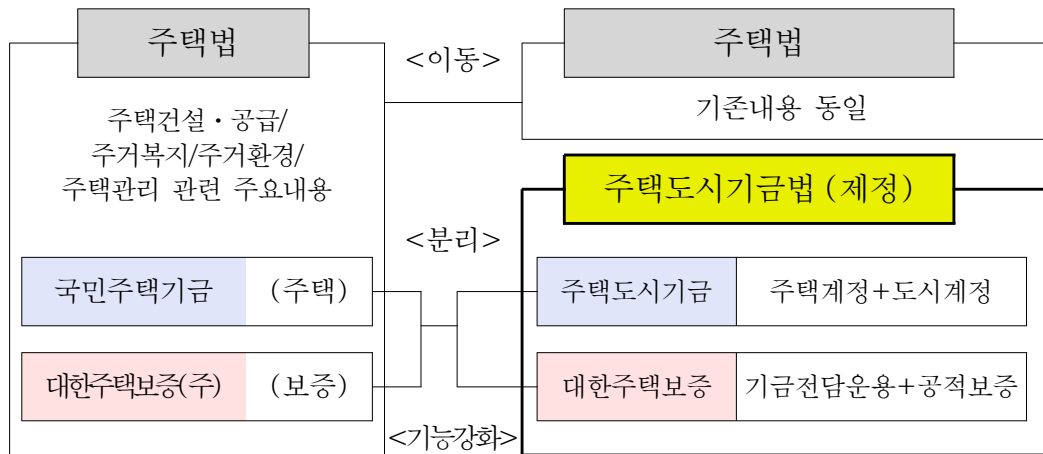 주택법
주택건설・공급/
주거복지/주거환경/
주택관리 관련 주요내용
국민주택기금 (주택)
대한주택보증(주) (보증)
<이동>
<분리>
<기능강화>
주택법
기존내용 동일
주택도시기금법 (제정)
주택도시기금 주택계정+도시계정
대한주택보증 기금전담운용+공적보증